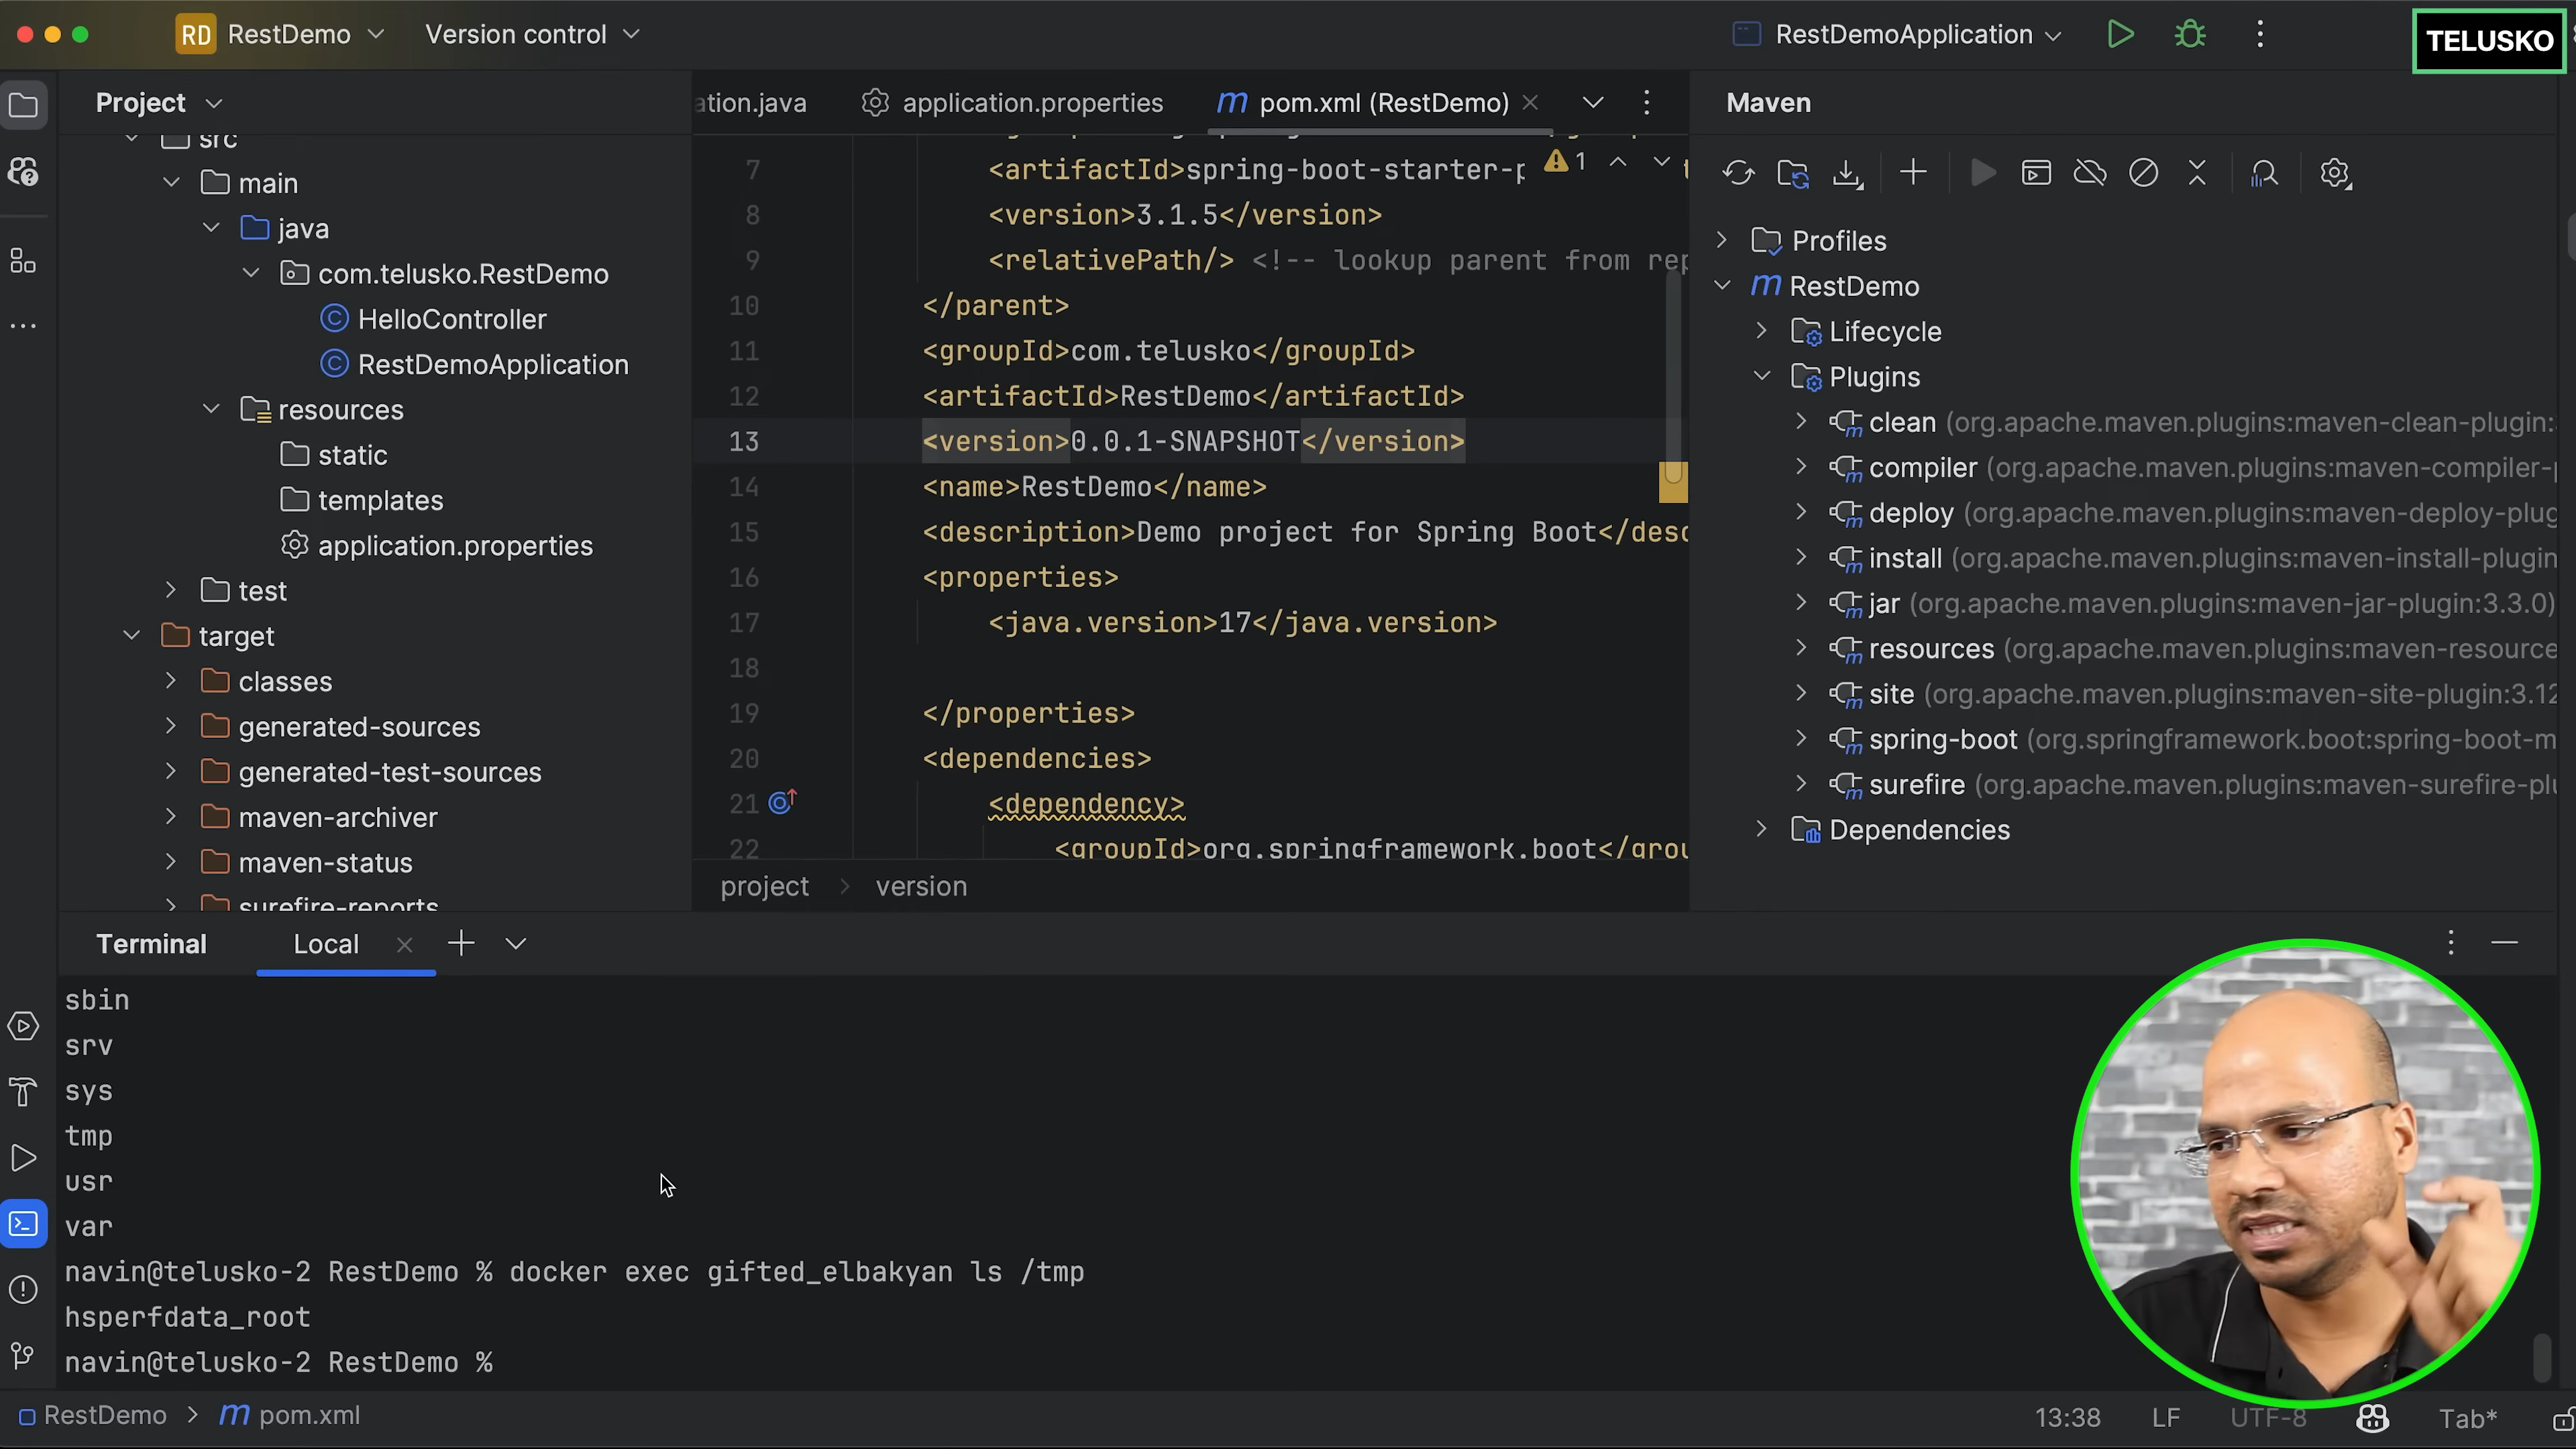 RD RestDemo Version control RestDemoApplication TELUSKO
Project
src
main
java
com.telusko.RestDemo
HelloController
RestDemoApplication
resources
static
templates
application.properties
test
target
classes
generated-sources
generated-test-sources
maven-archiver
maven-status
surefire-reports
ation.java application.properties m pom.xml (RestDemo)
7 <artifactId>spring-boot-starter-p 1
8 <version>3.1.5</version>
9 <relativePath/> <!-- lookup parent from rep
10 </parent>
11 <groupId>com.telusko</groupId>
12 <artifactId>RestDemo</artifactId>
13 <version>0.0.1-SNAPSHOT</version>
14 <name>RestDemo</name>
15 <description>Demo project for Spring Boot</desc
16 <properties>
17 <java.version>17</java.version>
18
19 </properties>
20 <dependencies>
21 <dependency>
22 <groupId>org.springframework.boot</grou
project > version
Maven
Profiles
m RestDemo
Lifecycle
Plugins
clean (org.apache.maven.plugins:maven-clean-plugin:
compiler (org.apache.maven.plugins:maven-compiler-p
deploy (org.apache.maven.plugins:maven-deploy-plug
install (org.apache.maven.plugins:maven-install-plugin
jar (org.apache.maven.plugins:maven-jar-plugin:3.3.0)
resources (org.apache.maven.plugins:maven-resource
site (org.apache.maven.plugins:maven-site-plugin:3.12
spring-boot (org.springframework.boot:spring-boot-m
surefire (org.apache.maven.plugins:maven-surefire-plu
Dependencies
Terminal Local
sbin
srv
sys
tmp
usr
var
navin@telusko-2 RestDemo % docker exec gifted_elbakyan ls /tmp
hsperfdata_root
navin@telusko-2 RestDemo %
RestDemo > m pom.xml 13:38 LF UTF-8 Tab*